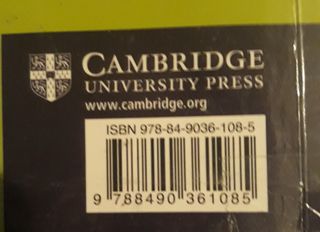 CAMBRIDGE
UNIVERSITY PRESS
www.cambridge.org
ISBN 978-84-9036-108-5
9 788490 361085